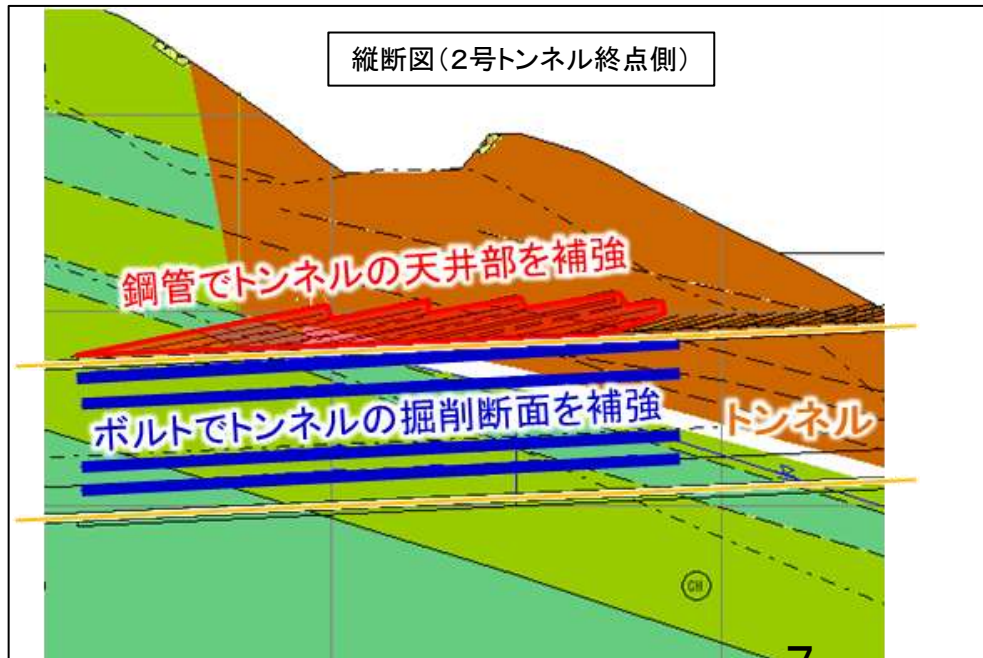 縦断図(2号トンネル終点側)
鋼管でトンネルの天井部を補強
ボルトでトンネルの掘削断面を補強
トンネル
CH
7